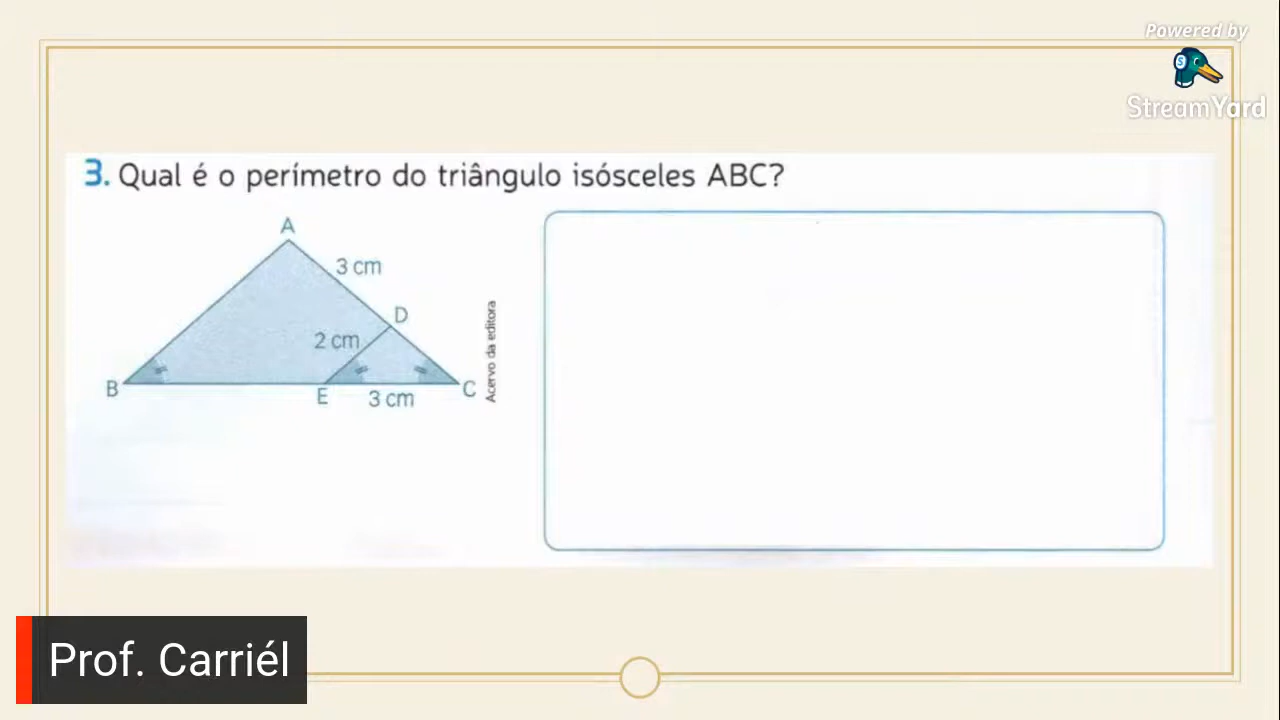 Powered by
StreamYard
3. Qual é o perímetro do triângulo isósceles ABC?
A
3 cm
D
2 cm
B
E
3 cm
C
Acervo da editora
Prof. Carriél